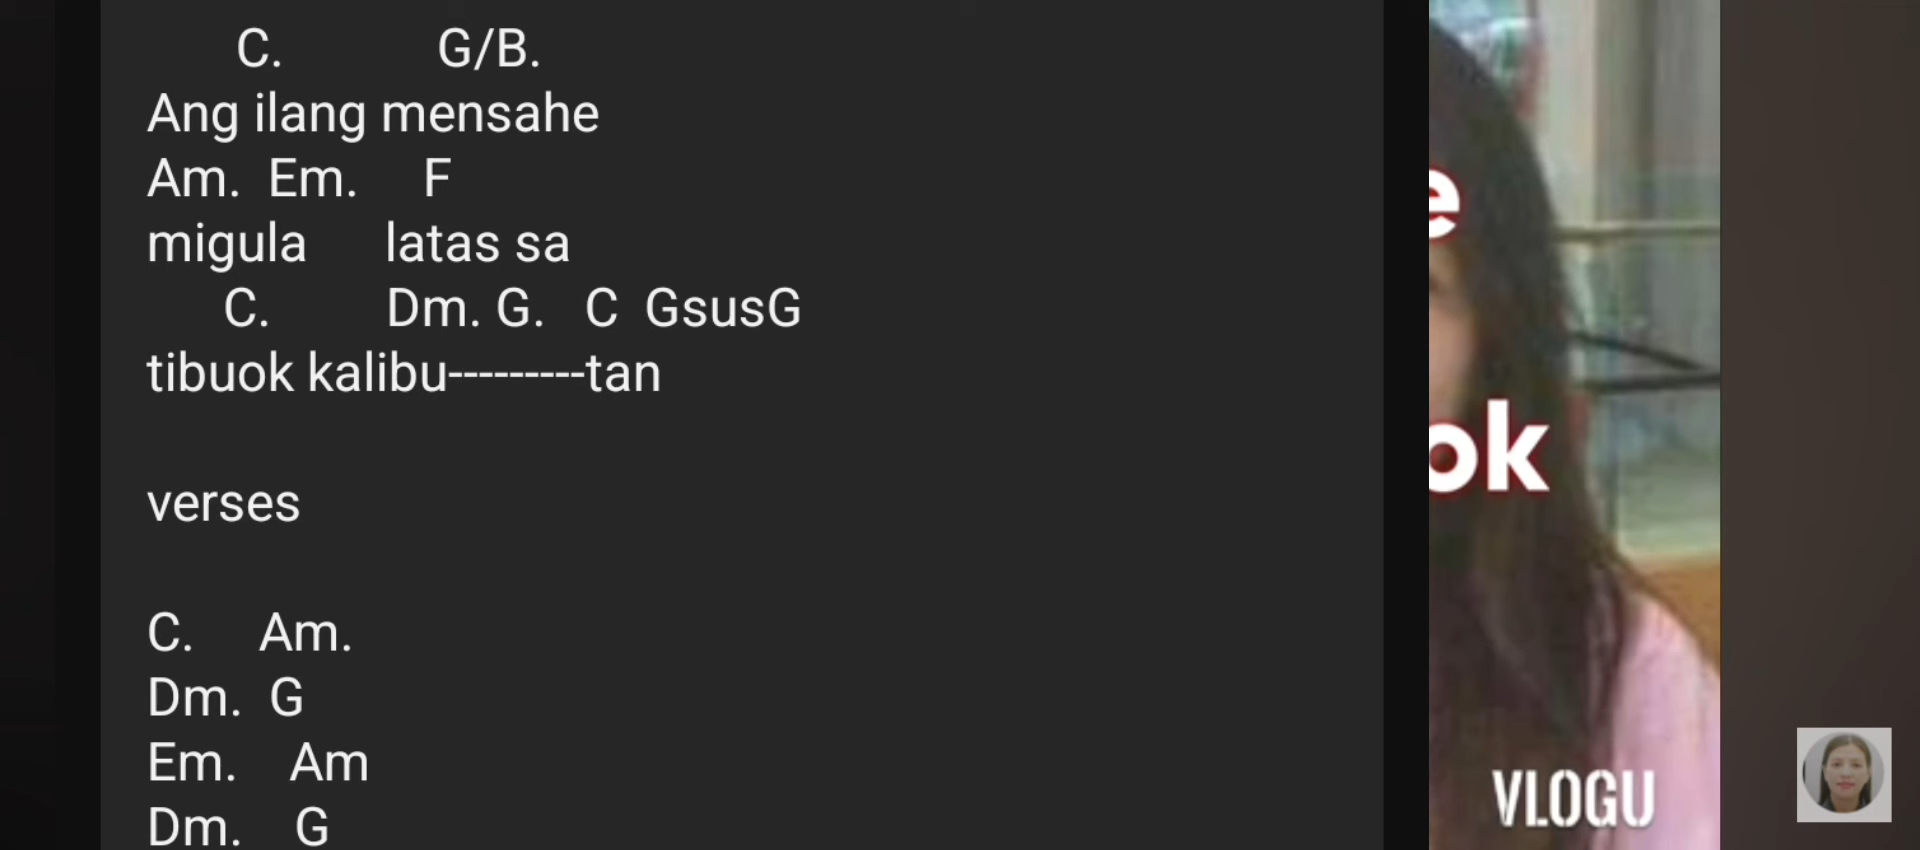 C. G/B.
Ang ilang mensahe
Am. Em. F
migula latas sa
C. Dm. G. C GsusG
tibuok kalibu---------tan
verses
C. Am.
Dm. G
Em. Am
Dm. G
e
ok
VLOGU